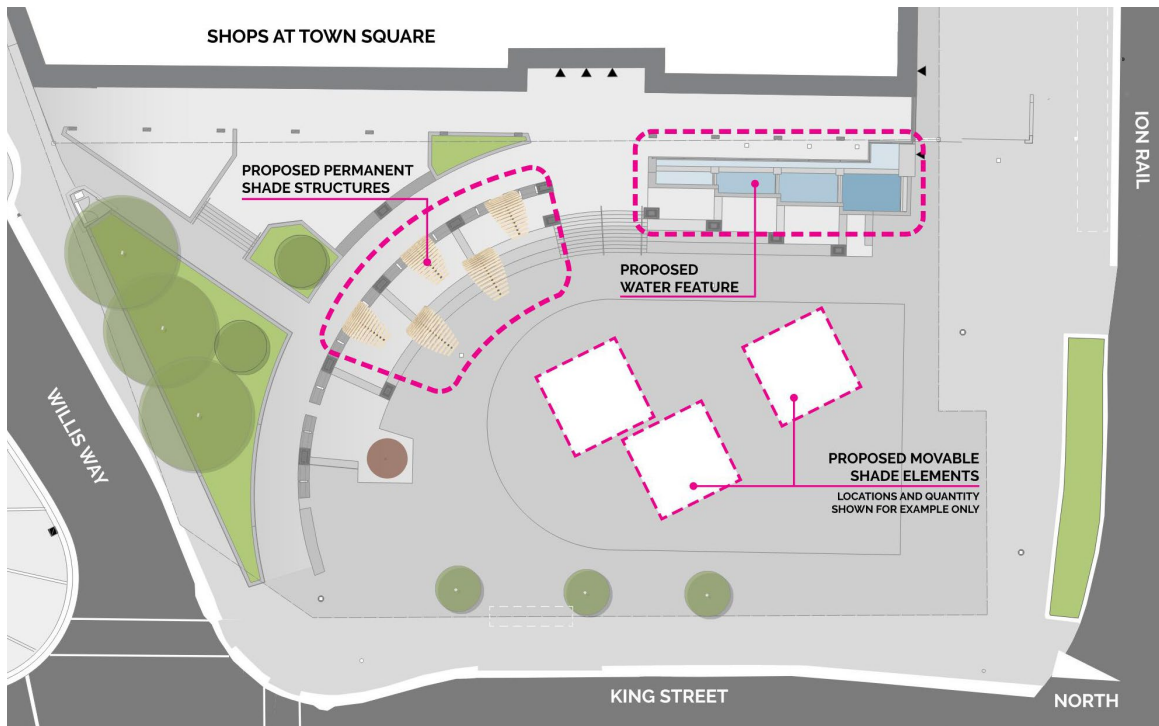 SHOPS AT TOWN SQUARE
ION RAIL
PROPOSED PERMANENT
SHADE STRUCTURES
PROPOSED
WATER FEATURE
WILLIS WAY
PROPOSED MOVABLE
SHADE ELEMENTS
LOCATIONS AND QUANTITY
SHOWN FOR EXAMPLE ONLY
KING STREET
NORTH